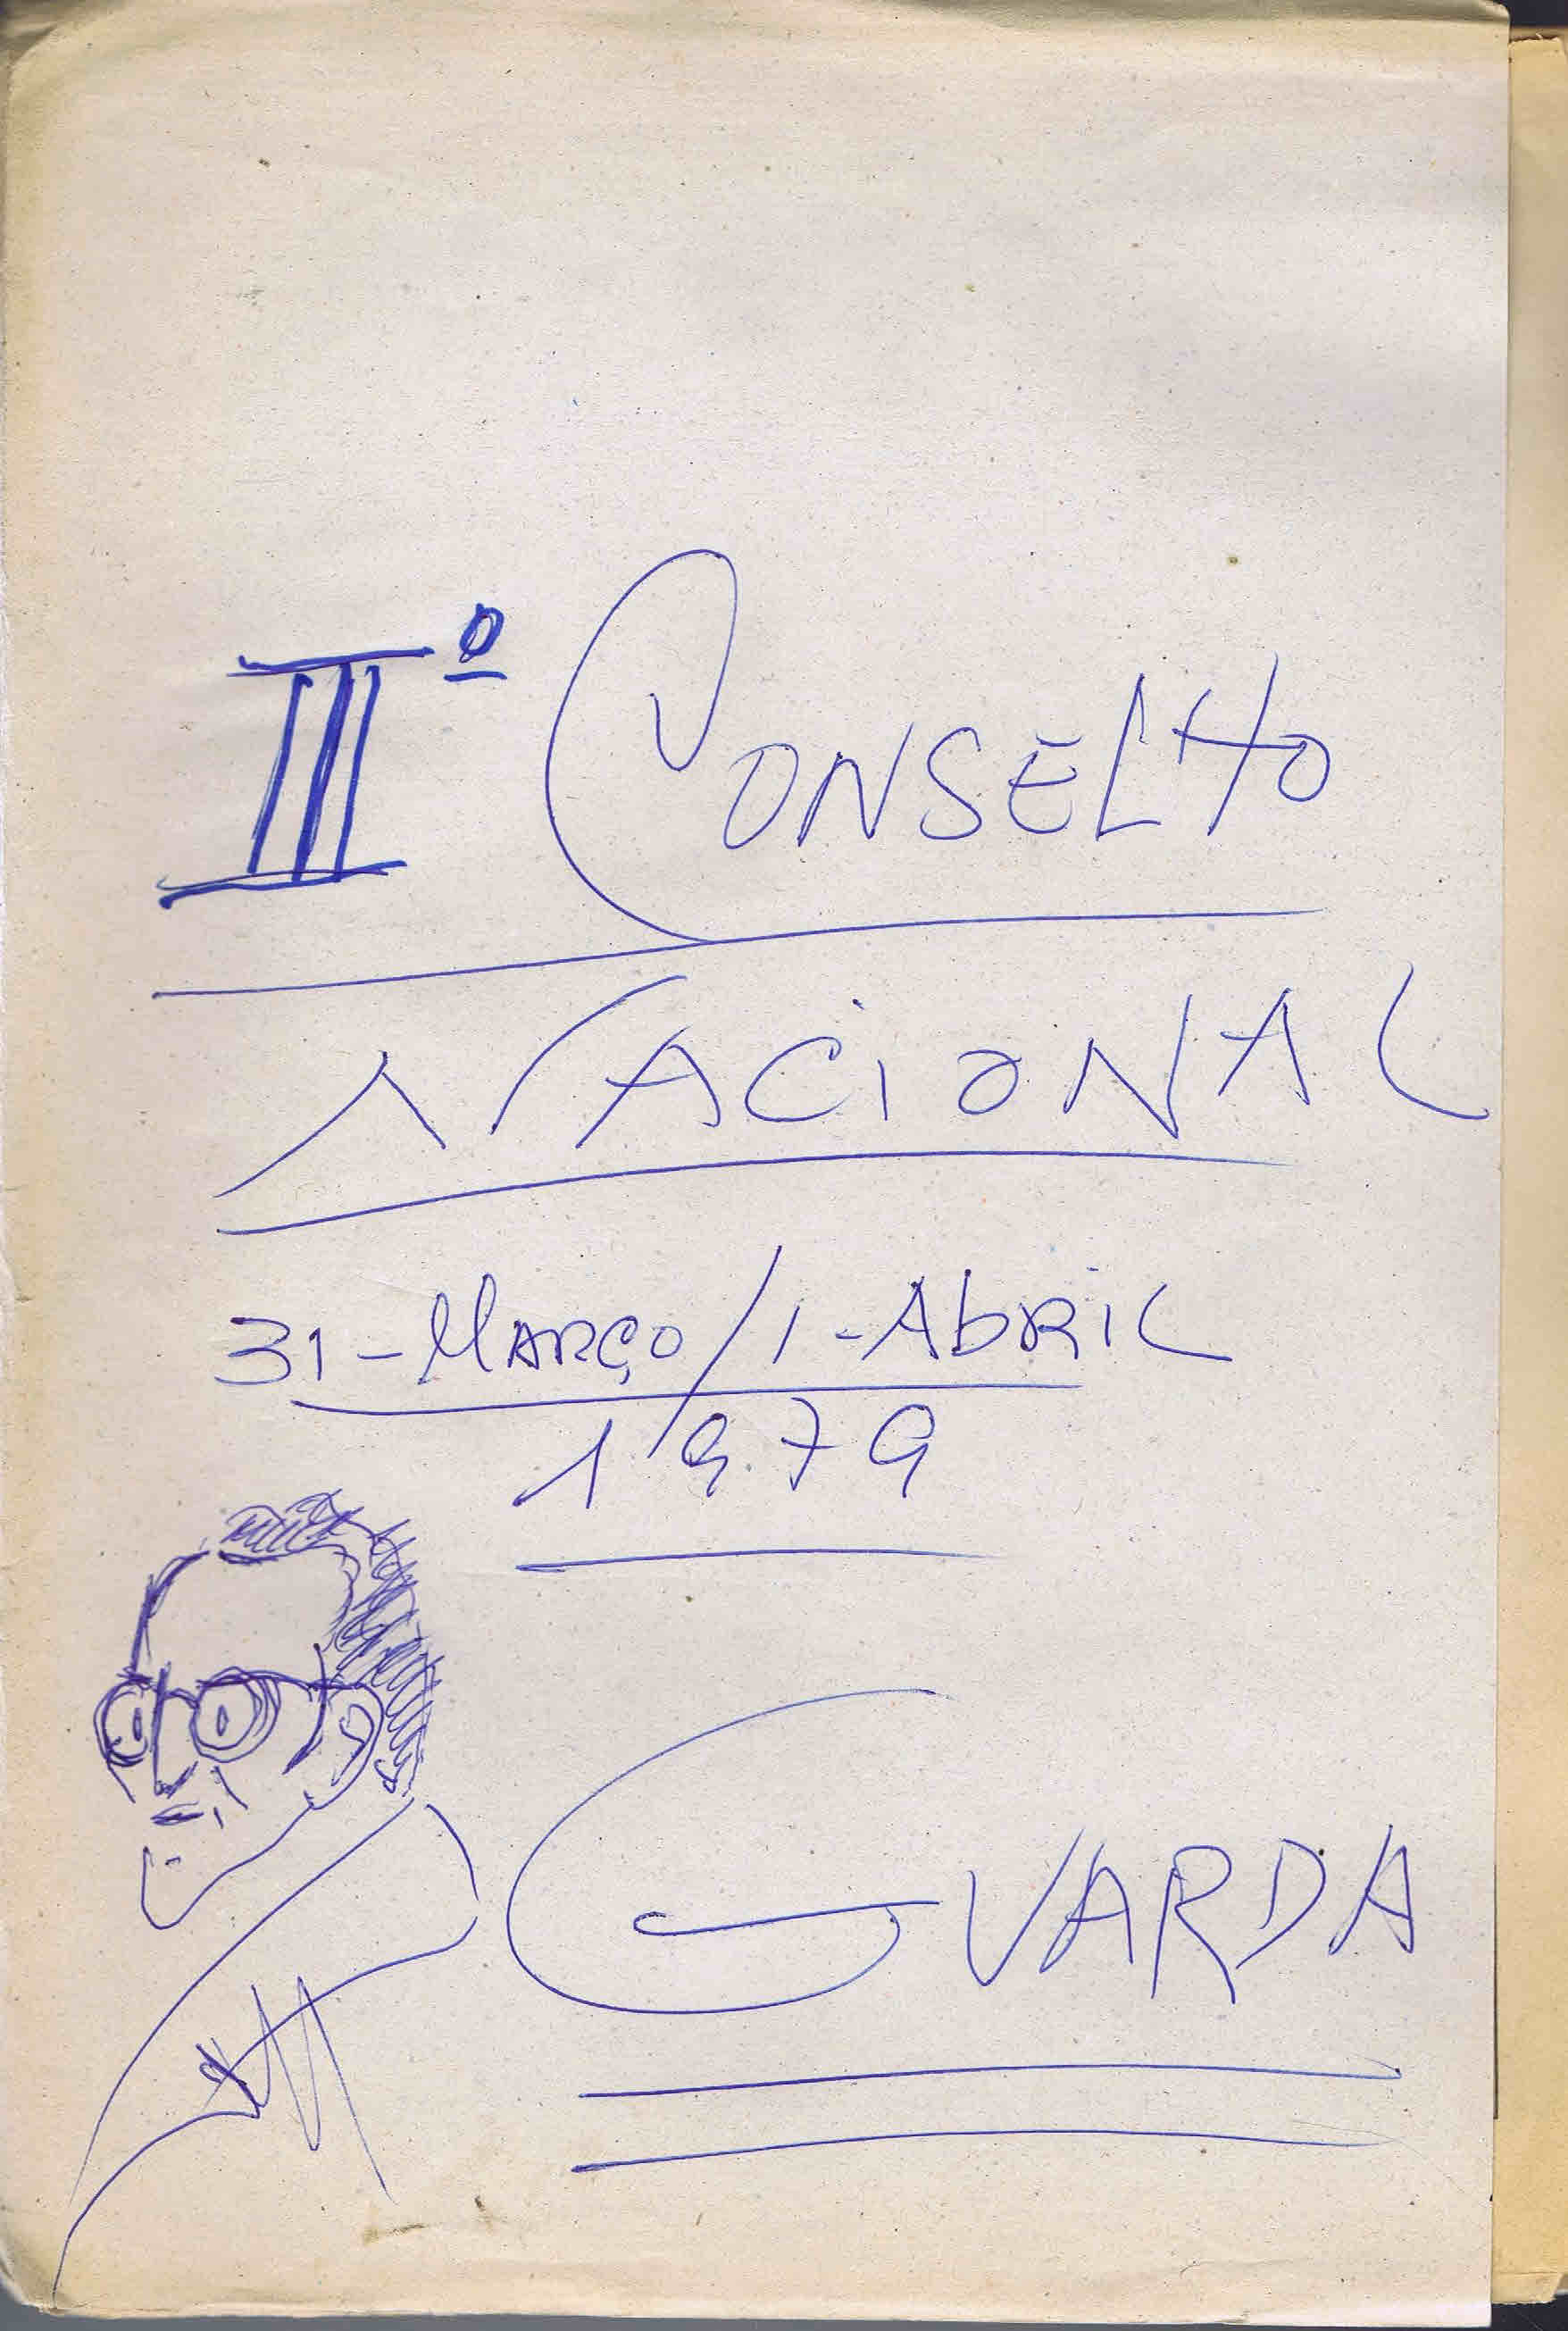 IIIº CONSELHO
NACIONAL
31-MARÇO/1-AbRIL
1979
GUARDA